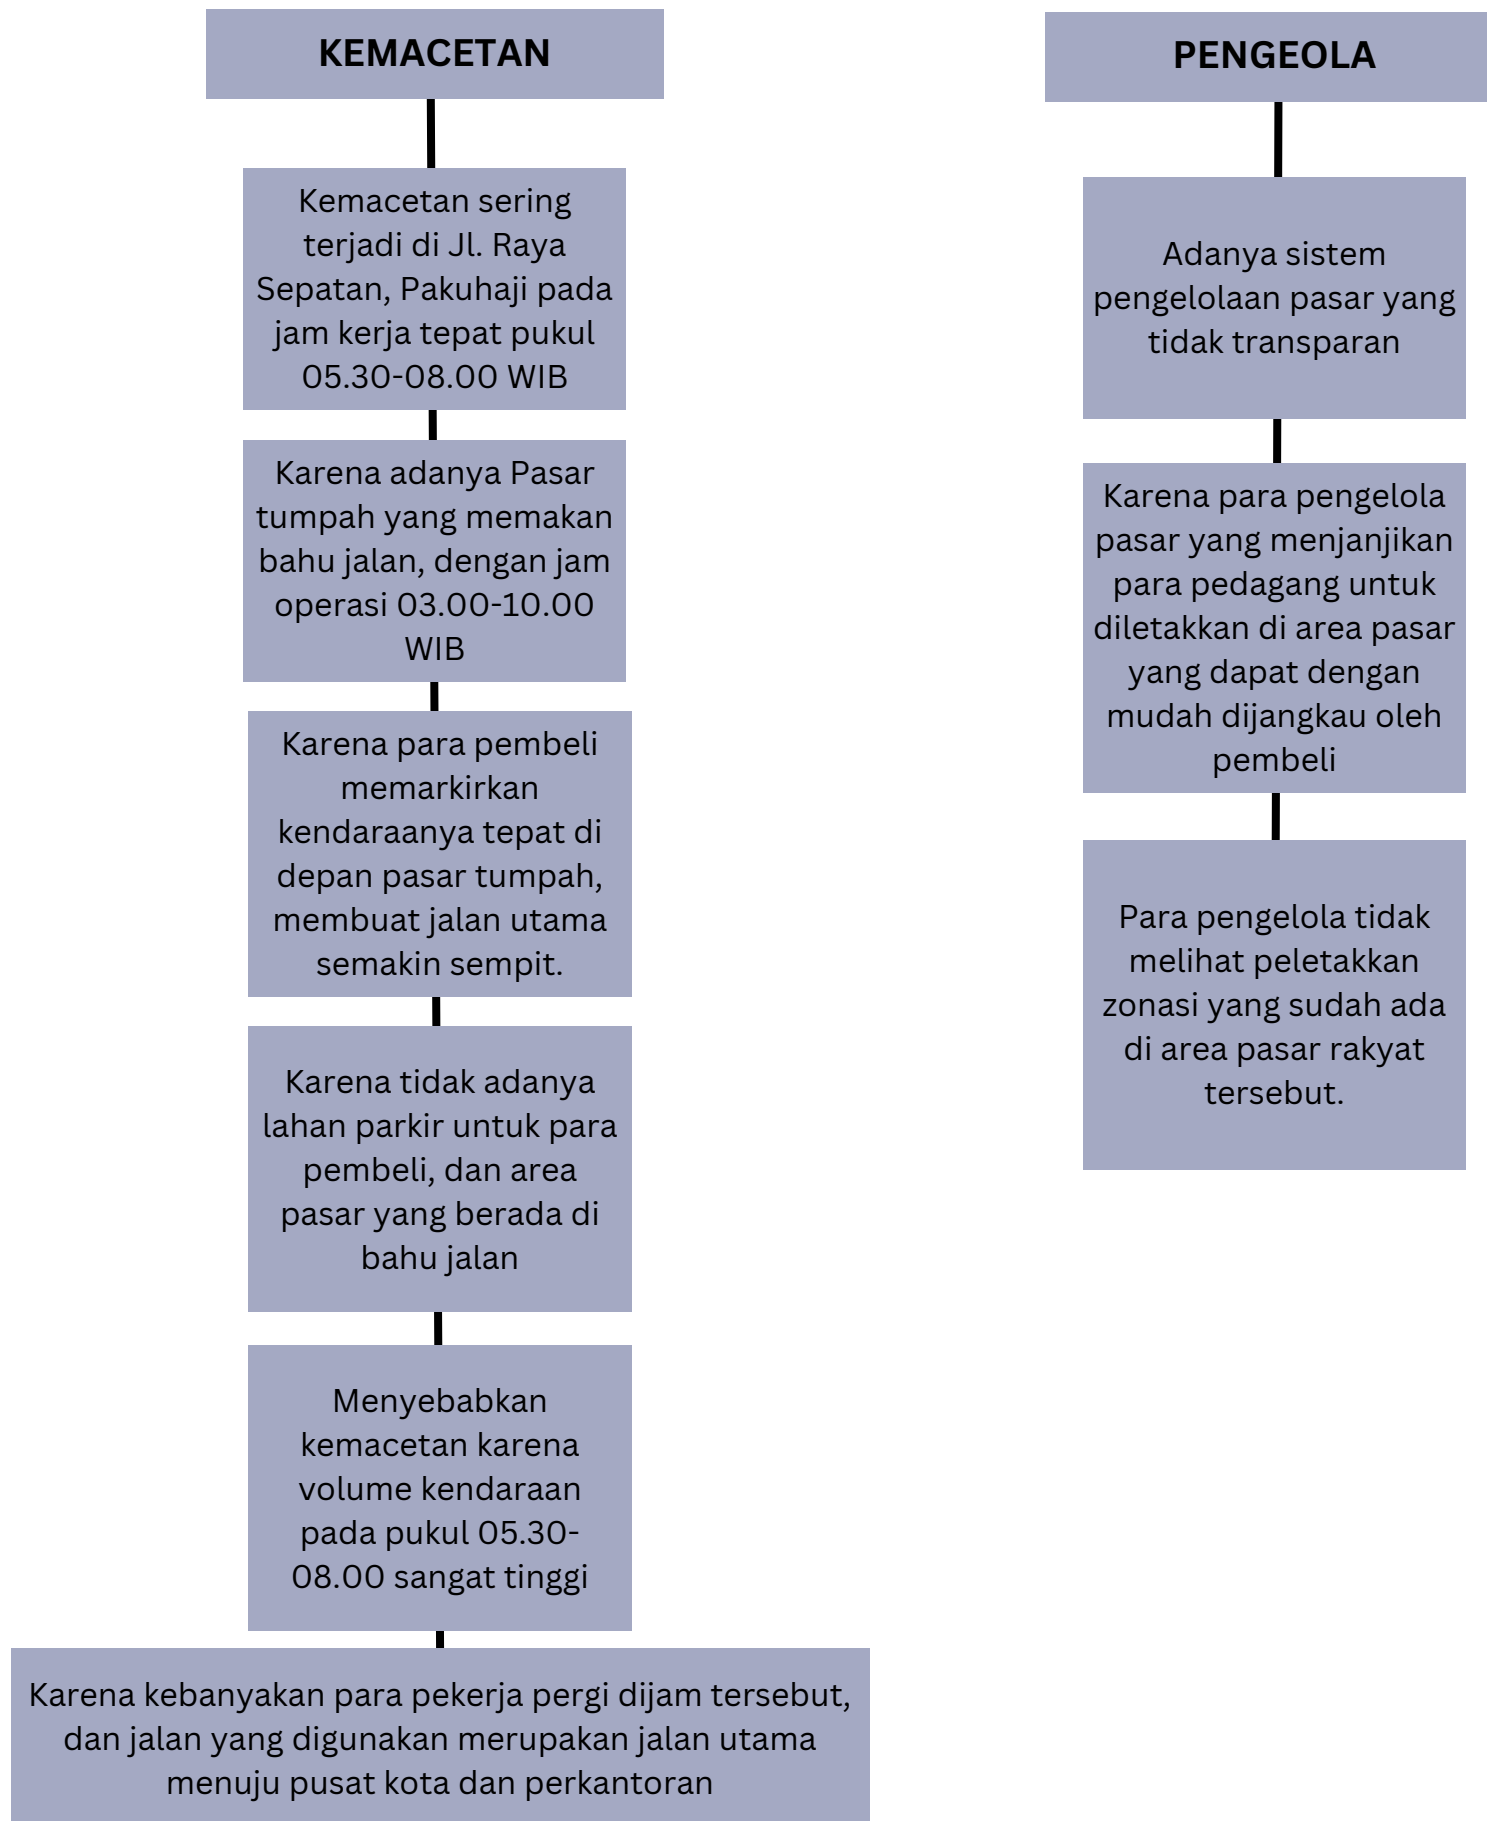 KEMACETAN
Kemacetan sering
terjadi di Jl. Raya
Sepatan, Pakuhaji pada
jam kerja tepat pukul
05.30-08.00 WIB
Karena adanya Pasar
tumpah yang memakan
bahu jalan, dengan jam
operasi 03.00-10.00
WIB
Karena para pembeli
memarkirkan
kendaraanya tepat di
depan pasar tumpah,
membuat jalan utama
semakin sempit.
Karena tidak adanya
lahan parkir untuk para
pembeli, dan area
pasar yang berada di
bahu jalan
Menyebabkan
kemacetan karena
volume kendaraan
pada pukul 05.30-
08.00 sangat tinggi
Karena kebanyakan para pekerja pergi dijam tersebut,
dan jalan yang digunakan merupakan jalan utama
menuju pusat kota dan perkantoran
PENGEOLA
Adanya sistem
pengelolaan pasar yang
tidak transparan
Karena para pengelola
pasar yang menjanjikan
para pedagang untuk
diletakkan di area pasar
yang dapat dengan
mudah dijangkau oleh
pembeli
Para pengelola tidak
melihat peletakkan
zonasi yang sudah ada
di area pasar rakyat
tersebut.